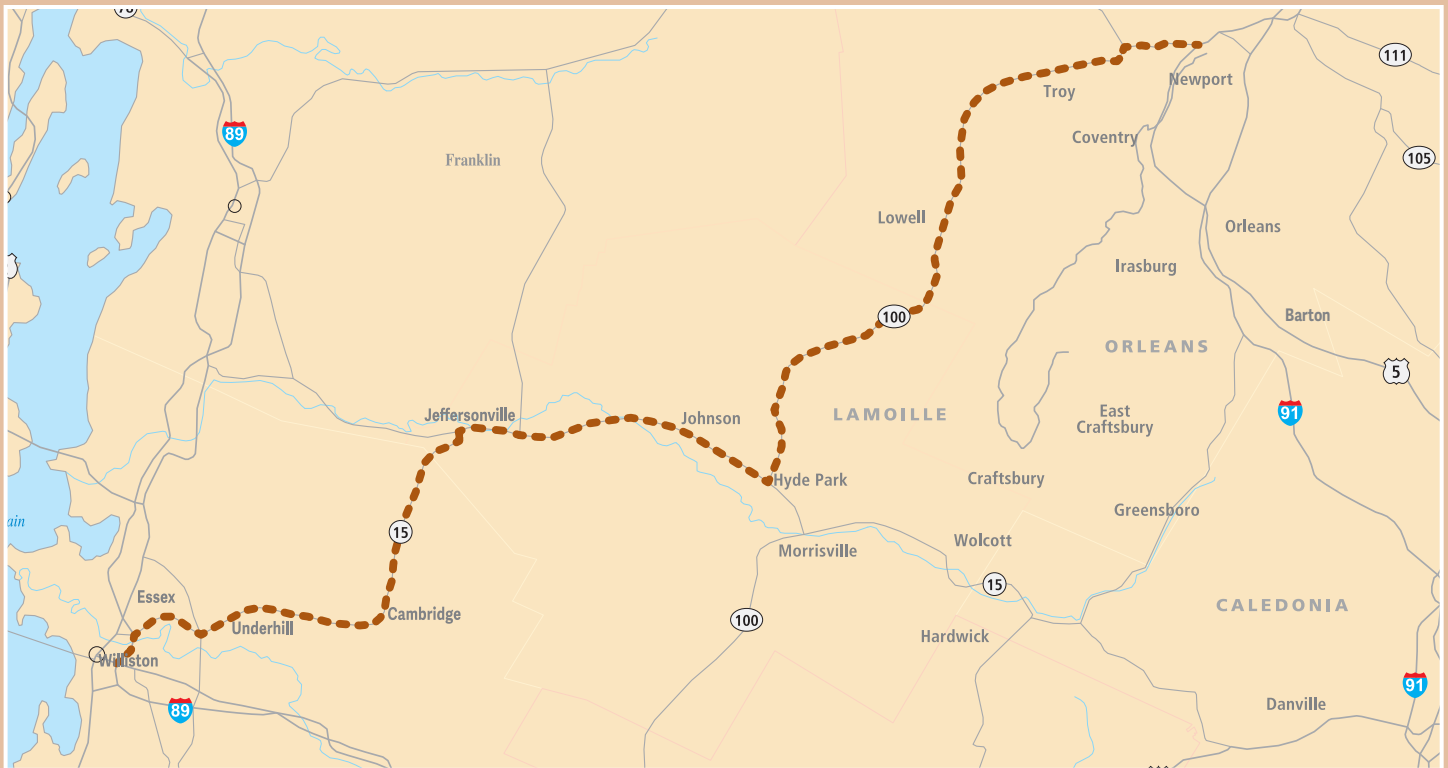 78
111
89
Newport
Troy
Coventry
105
Franklin
Lowell
Orleans
Irasburg
100
Barton
ORLEANS
5
Jeffersonville
Johnson
LAMOILLE
East
Craftsbury
91
Hyde Park
Craftsbury
Greensboro
ain
15
Wolcott
Morrisville
15
Essex
Cambridge
CALEDONIA
100
Underhill
Hardwick
Williston
91
89
Danville